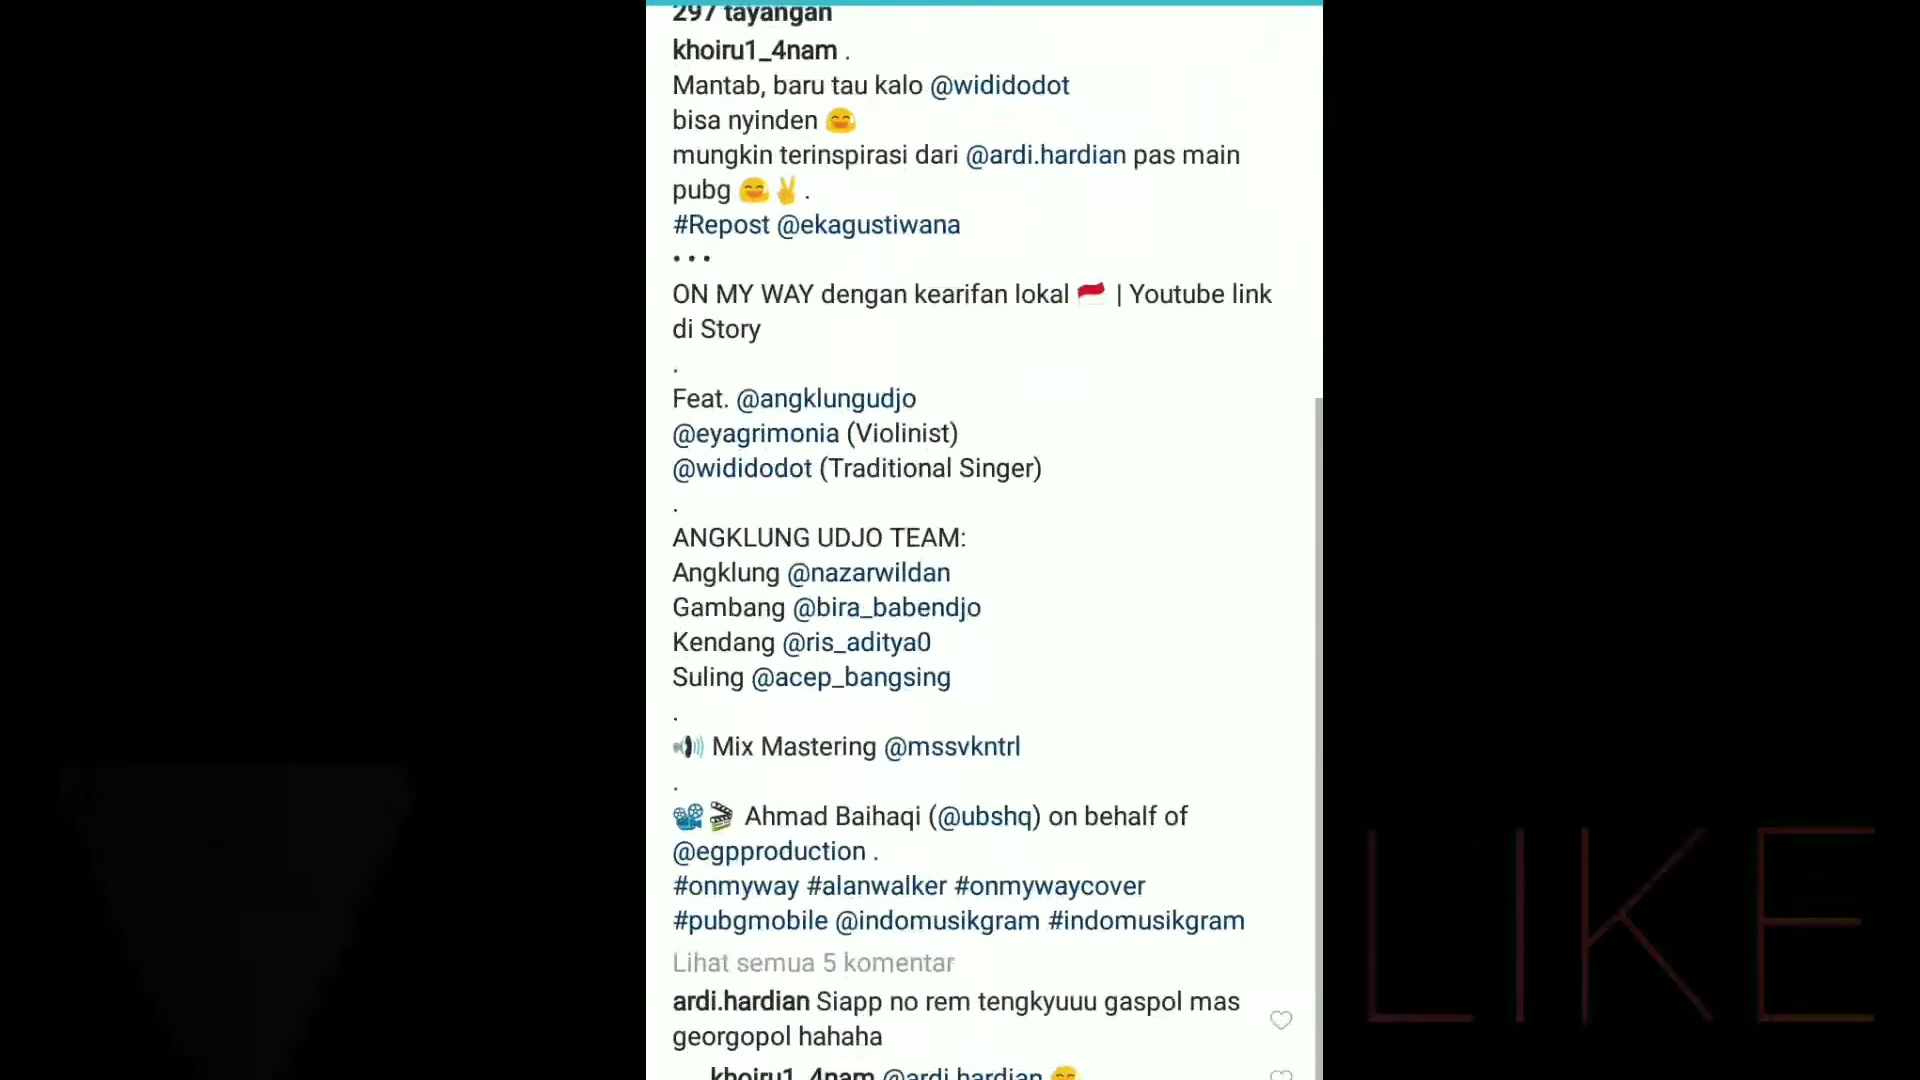 297 tayangan
khoiru1_4nam .
Mantab, baru tau kalo @wididodot
bisa nyinden 🤗
mungkin terinspirasi dari @ardi.hardian pas main
pubg 🤗✌ .
#Repost @ekagustiwana
• • •
ON MY WAY dengan kearifan lokal 🇮🇩 | Youtube link
di Story
.
Feat. @angklungudjo
@eyagrimonia (Violinist)
@wididodot (Traditional Singer)
.
ANGKLUNG UDJO TEAM:
Angklung @nazarwildan
Gambang @bira_babendjo
Kendang @ris_aditya0
Suling @acep_bangsing
.
🔊 Mix Mastering @mssvkntrl
.
📽🎬 Ahmad Baihaqi (@ubshq) on behalf of
@egpproduction .
#onmyway #alanwalker #onmywaycover
#pubgmobile @indomusikgram #indomusikgram
Lihat semua 5 komentar
ardi.hardian Siapp no rem tengkyuuu gaspol mas
georgopol hahaha
khoiru1_4nam @ardi.hardian 🤗
LIKE